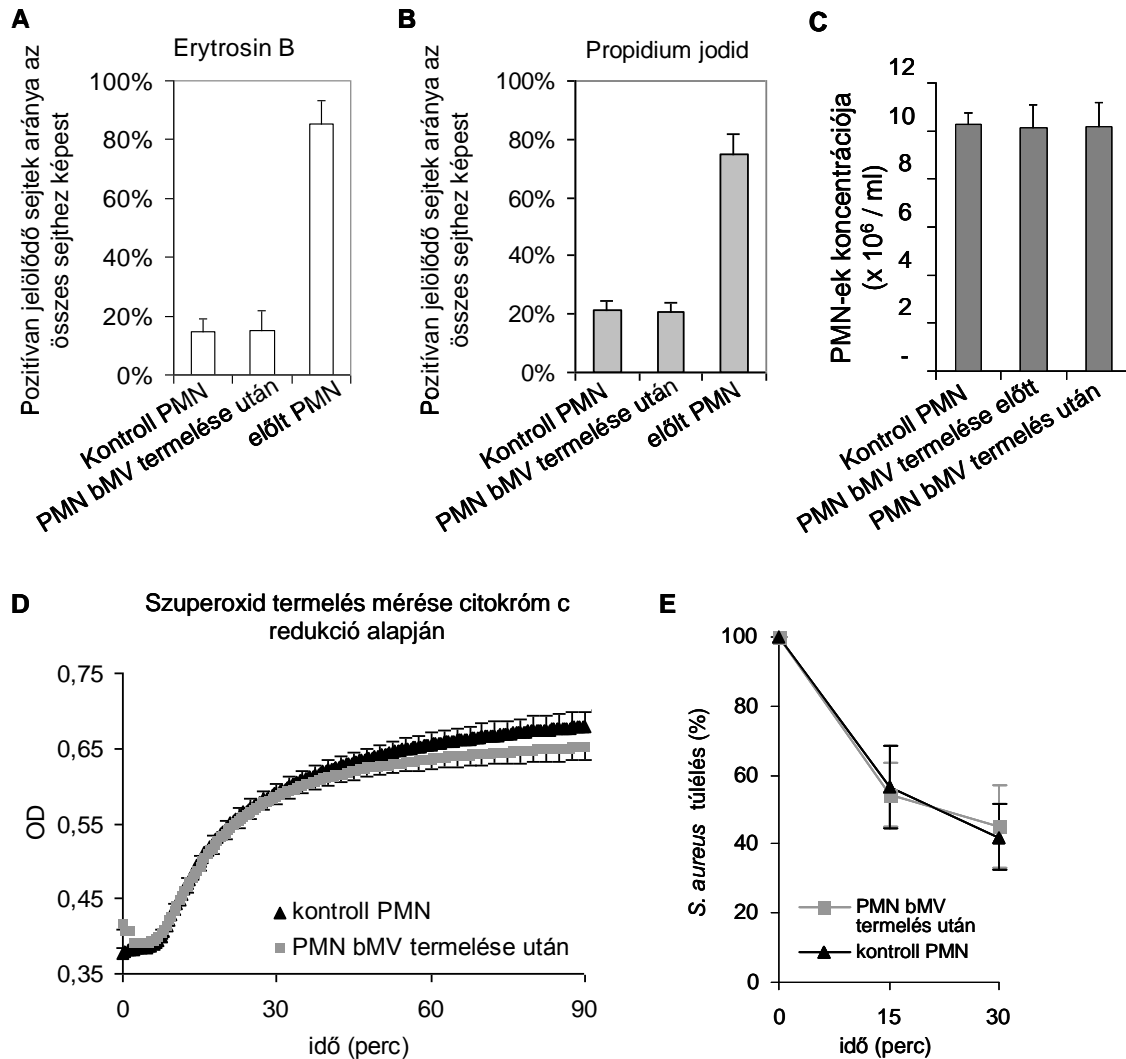 A
Pozitívan jelölődő sejtek aránya az
összes sejthez képest
Erytrosin B
100%
80%
60%
40%
20%
0%
Kontroll PMN
PMN bMV termelése után
előlt PMN
B
Pozitívan jelölődő sejtek aránya az
összes sejthez képest
Propidium jodid
100%
80%
60%
40%
20%
0%
Kontroll PMN
PMN bMV termelése után
előlt PMN
C
PMN-ek koncentrációja
(x 10⁶ / ml)
12
10
8
6
4
2
-
Kontroll PMN
PMN bMV termelése előtt
PMN bMV termelés után
D
Szuperoxid termelés mérése citokróm c
redukció alapján
OD
0,75
0,65
0,55
0,45
0,35
kontroll PMN
PMN bMV termelése után
0
30
60
90
idő (perc)
E
S. aureus túlélés (%)
100
80
60
40
20
0
PMN bMV
termelés után
kontroll PMN
0
15
30
idő (perc)